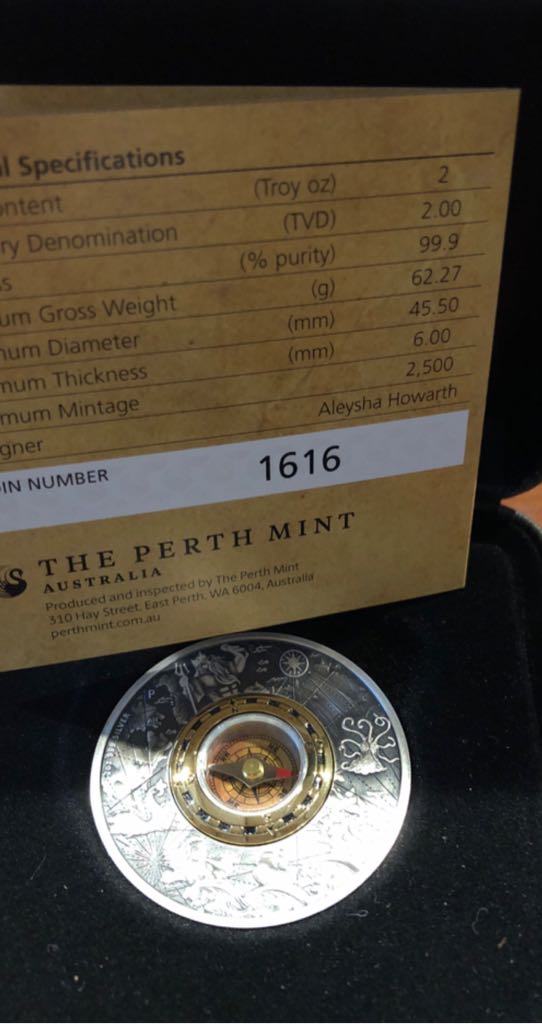 l Specifications
ontent (Troy oz) 2
ry Denomination (TVD) 2.00
s (% purity) 99.9
um Gross Weight (g) 62.27
num Diameter (mm) 45.50
mum Thickness (mm) 6.00
mum Mintage 2,500
gner Aleysha Howarth
IN NUMBER 1616
THE PERTH MINT
AUSTRALIA
Produced and inspected by The Perth Mint
310 Hay Street, East Perth, WA 6004, Australia
perthmint.com.au
P
SILVER